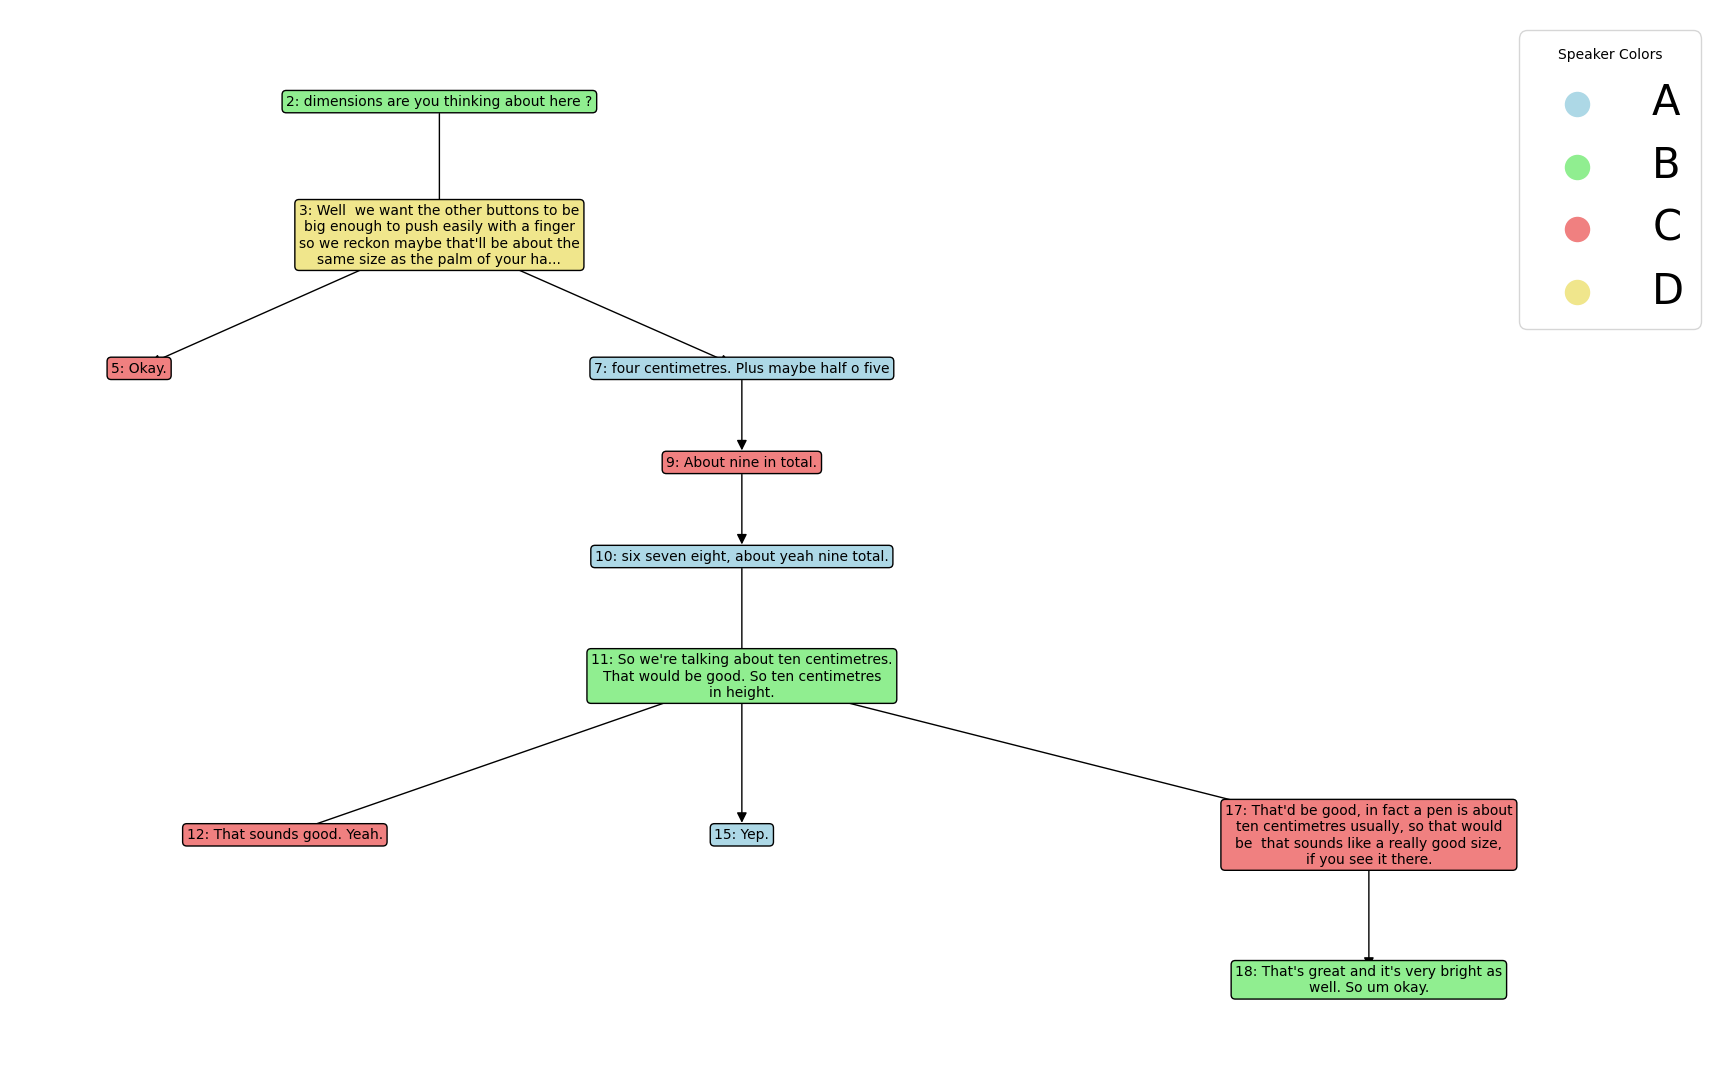 2: dimensions are you thinking about here ?
3: Well  we want the other buttons to be
big enough to push easily with a finger
so we reckon maybe that'll be about the
same size as the palm of your ha...
5: Okay.
7: four centimetres. Plus maybe half o five
9: About nine in total.
10: six seven eight, about yeah nine total.
11: So we're talking about ten centimetres.
That would be good. So ten centimetres
in height.
12: That sounds good. Yeah.
15: Yep.
17: That'd be good, in fact a pen is about
ten centimetres usually, so that would
be  that sounds like a really good size,
if you see it there.
18: That's great and it's very bright as
well. So um okay.
Speaker Colors
A
B
C
D